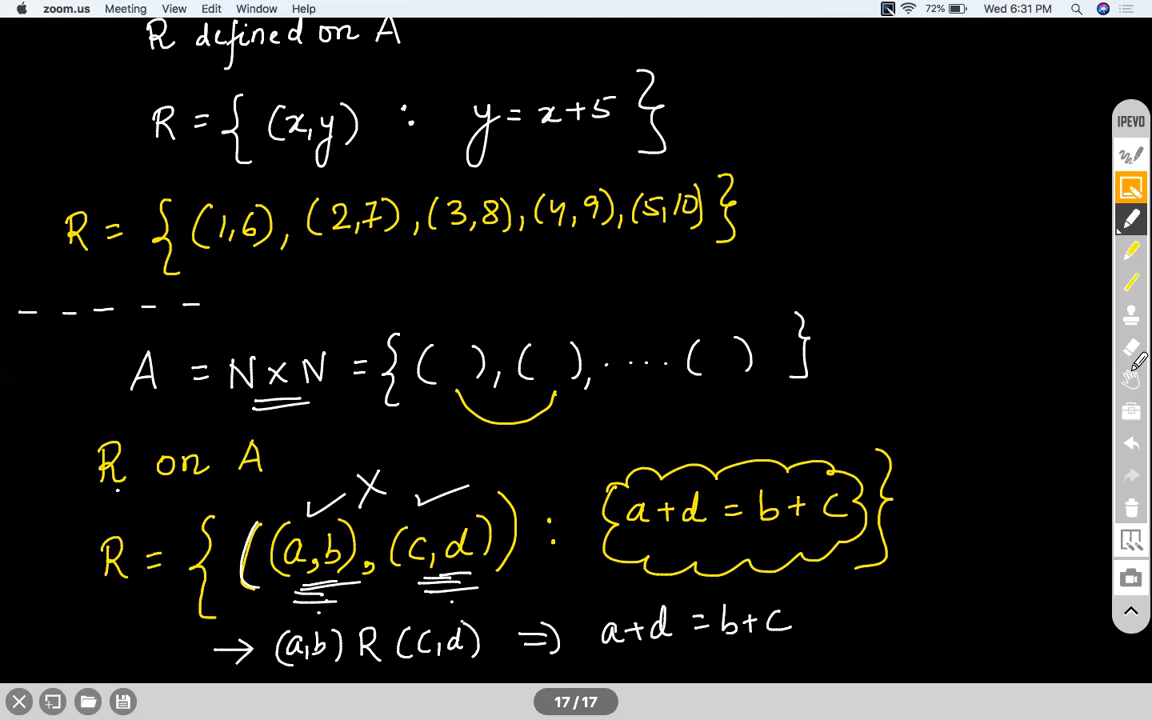 zoom.us Meeting View Edit Window Help 72% Wed 6:31 PM
R defined on A
R = { (x,y) : y = x+5 }
IPEVO
R = { (1,6), (2,7), (3,8), (4,9), (5,10) }
- - - - -
A = N×N = { ( ), ( ), .... ( ) }
R on A
✓ × ✓
R = { ((a,b), (c,d)) : {a+d = b+c} }
→ (a,b) R (c,d) ⇒ a+d = b+c
17 / 17